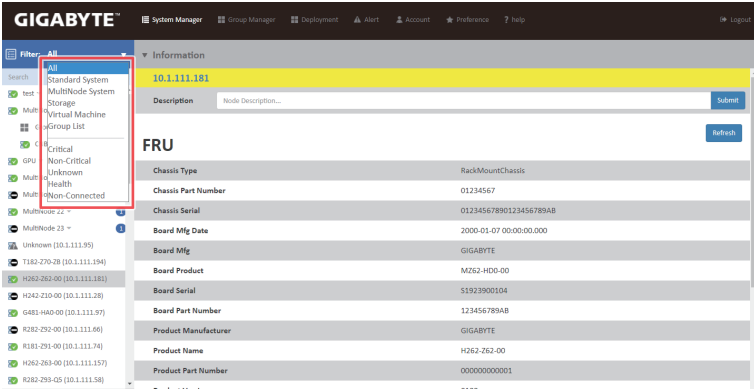 GIGABYTE™
System Manager Group Manager Deployment Alert Account Preference ? help Logout
Filter: All
All
Standard System
MultiNode System
Storage
Virtual Machine
Group List
Critical
Non-Critical
Unknown
Health
Non-Connected
Search
test
GPU
MultiNode 22 1
MultiNode 23 1
Unknown (10.1.111.95)
T182-Z70-ZB (10.1.111.194)
H262-Z62-00 (10.1.111.181)
H242-Z10-00 (10.1.111.28)
G481-HA0-00 (10.1.111.97)
R282-Z92-00 (10.1.111.66)
R181-Z91-00 (10.1.111.74)
H262-Z63-00 (10.1.111.157)
R282-Z93-Q5 (10.1.111.58)
Information
10.1.111.181
Description Node Description... Submit
Refresh
FRU
Chassis Type RackMountChassis
Chassis Part Number 01234567
Chassis Serial 01234567890123456789AB
Board Mfg Date 2000-01-07 00:00:00.000
Board Mfg GIGABYTE
Board Product MZ62-HD0-00
Board Serial S1923900104
Board Part Number 123456789AB
Product Manufacturer GIGABYTE
Product Name H262-Z62-00
Product Part Number 000000000001